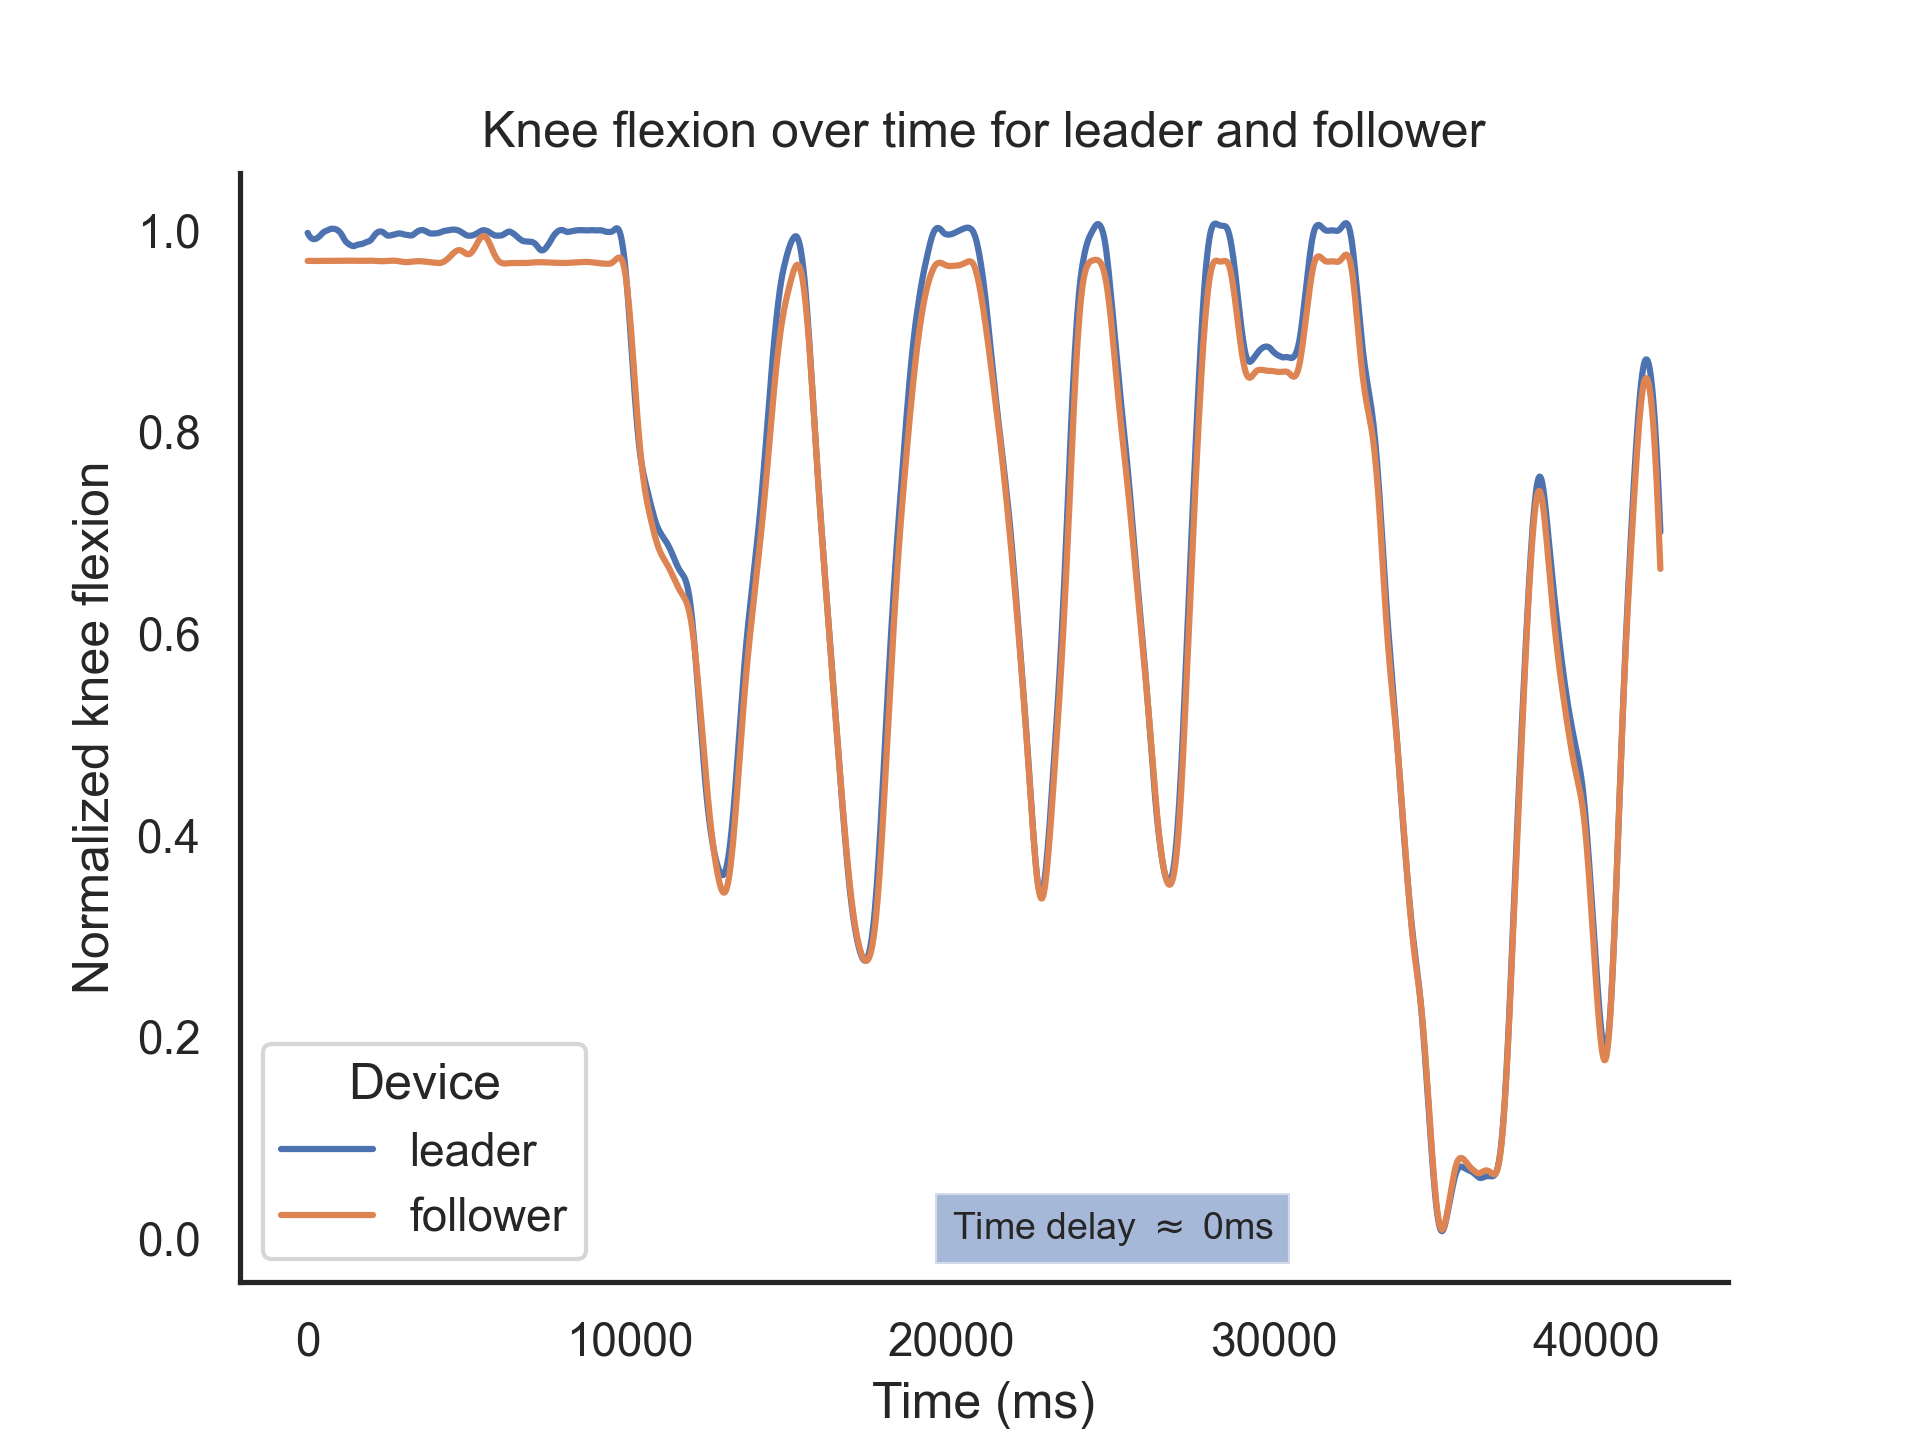 Knee flexion over time for leader and follower
Normalized knee flexion
1.0
0.8
0.6
0.4
0.2
0.0
Device
leader
follower
Time delay ≈ 0ms
0 10000 20000 30000 40000
Time (ms)